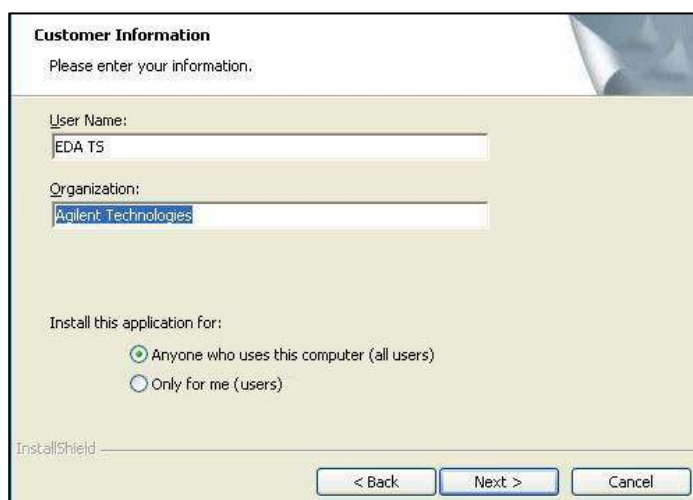 Customer Information
Please enter your information.
User Name:
EDA TS
Organization:
Agilent Technologies
Install this application for:
Anyone who uses this computer (all users)
Only for me (users)
InstallShield
< Back Next > Cancel